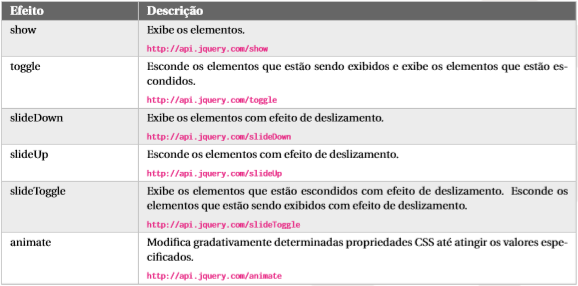 Efeito Descrição
show Exibe os elementos.
http://api.jquery.com/show
toggle Esconde os elementos que estão sendo exibidos e exibe os elementos que estão es-
condidos.
http://api.jquery.com/toggle
slideDown Exibe os elementos com efeito de deslizamento.
http://api.jquery.com/slideDown
slideUp Esconde os elementos com efeito de deslizamento.
http://api.jquery.com/slideUp
slideToggle Exibe os elementos que estão escondidos com efeito de deslizamento. Esconde os
elementos que estão sendo exibidos com efeito de deslizamento.
http://api.jquery.com/slideToggle
animate Modifica gradativamente determinadas propriedades CSS até atingir os valores espe-
cificados.
http://api.jquery.com/animate